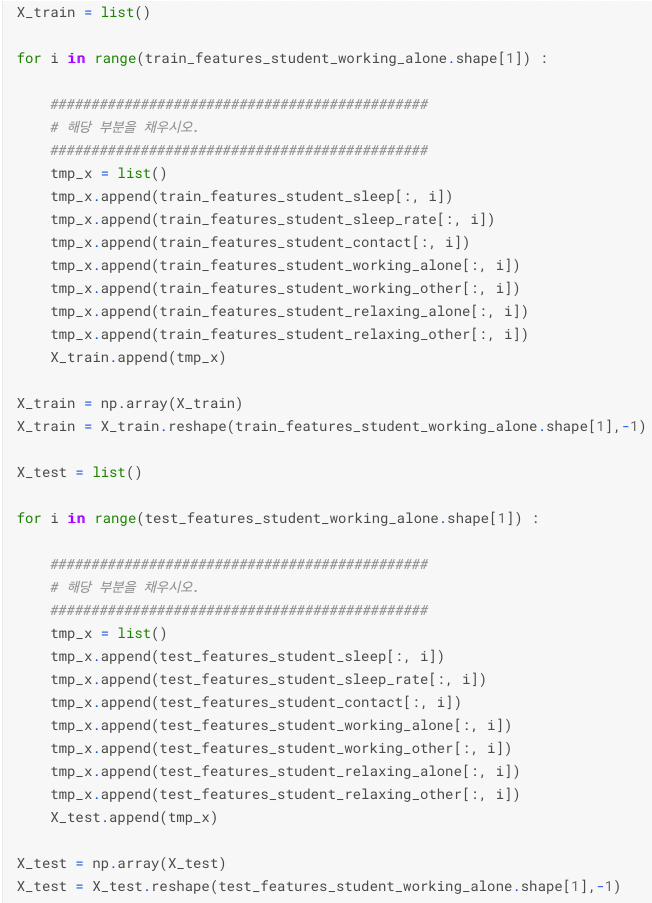 X_train = list()
for i in range(train_features_student_working_alone.shape[1]) :
#############################################
# 해당 부분을 채우시오.
#############################################
tmp_x = list()
tmp_x.append(train_features_student_sleep[:, i])
tmp_x.append(train_features_student_sleep_rate[:, i])
tmp_x.append(train_features_student_contact[:, i])
tmp_x.append(train_features_student_working_alone[:, i])
tmp_x.append(train_features_student_working_other[:, i])
tmp_x.append(train_features_student_relaxing_alone[:, i])
tmp_x.append(train_features_student_relaxing_other[:, i])
X_train.append(tmp_x)
X_train = np.array(X_train)
X_train = X_train.reshape(train_features_student_working_alone.shape[1],-1)
X_test = list()
for i in range(test_features_student_working_alone.shape[1]) :
#############################################
# 해당 부분을 채우시오.
#############################################
tmp_x = list()
tmp_x.append(test_features_student_sleep[:, i])
tmp_x.append(test_features_student_sleep_rate[:, i])
tmp_x.append(test_features_student_contact[:, i])
tmp_x.append(test_features_student_working_alone[:, i])
tmp_x.append(test_features_student_working_other[:, i])
tmp_x.append(test_features_student_relaxing_alone[:, i])
tmp_x.append(test_features_student_relaxing_other[:, i])
X_test.append(tmp_x)
X_test = np.array(X_test)
X_test = X_test.reshape(test_features_student_working_alone.shape[1],-1)